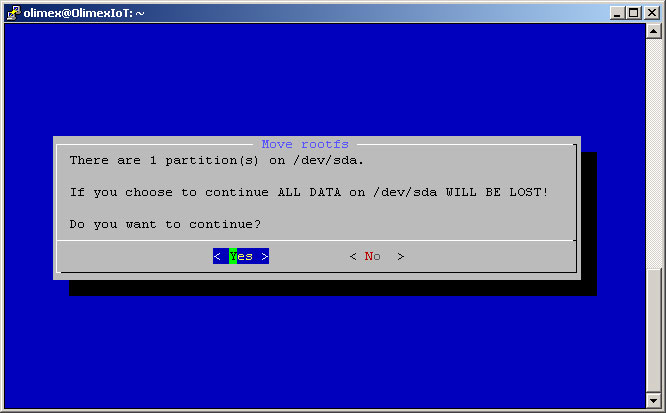 olimex@OlimexIoT: ~
Move rootfs
There are 1 partition(s) on /dev/sda.
If you choose to continue ALL DATA on /dev/sda WILL BE LOST!
Do you want to continue?
< Yes > < No >